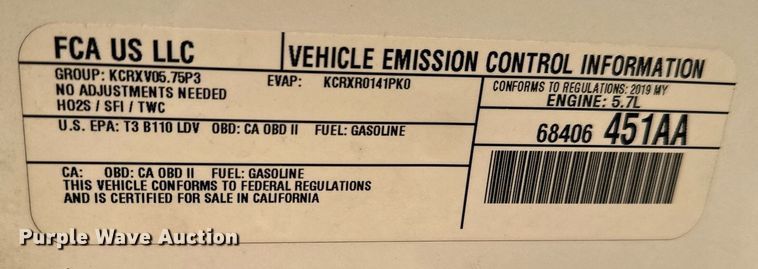 FCA US LLC
VEHICLE EMISSION CONTROL INFORMATION
GROUP: KCRXV05.75P3 EVAP: KCRXR0141PK0
NO ADJUSTMENTS NEEDED
HO2S / SFI / TWC
CONFORMS TO REGULATIONS: 2019 MY
ENGINE: 5.7L
U.S. EPA: T3 B110 LDV OBD: CA OBD II FUEL: GASOLINE
68406 451AA
CA: OBD: CA OBD II FUEL: GASOLINE
THIS VEHICLE CONFORMS TO FEDERAL REGULATIONS
AND IS CERTIFIED FOR SALE IN CALIFORNIA
Purple Wave Auction